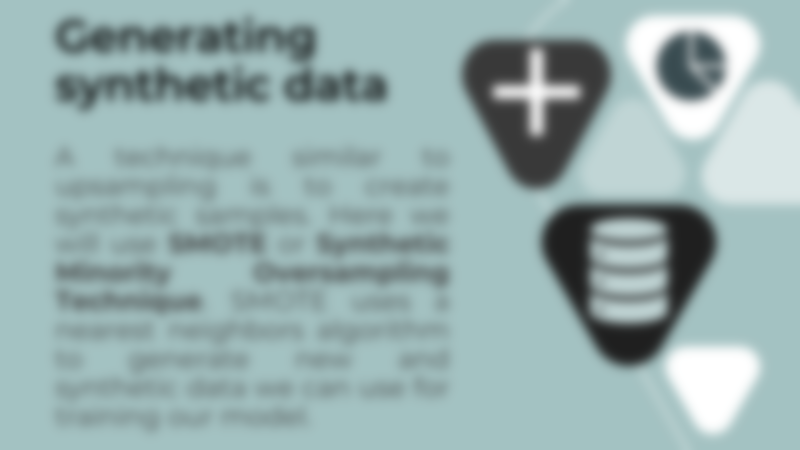 Generating
synthetic data
A technique similar to
upsampling is to create
synthetic samples. Here we
will use SMOTE or Synthetic
Minority Oversampling
Technique. SMOTE uses a
nearest neighbors algorithm
to generate new and
synthetic data we can use for
training our model.